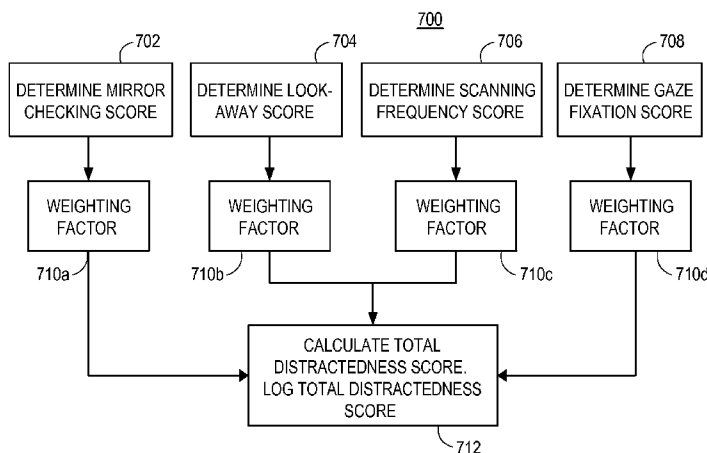 700
702
704
706
708
DETERMINE MIRROR
CHECKING SCORE
DETERMINE LOOK-
AWAY SCORE
DETERMINE SCANNING
FREQUENCY SCORE
DETERMINE GAZE
FIXATION SCORE
WEIGHTING
FACTOR
WEIGHTING
FACTOR
WEIGHTING
FACTOR
WEIGHTING
FACTOR
710a
710b
710c
710d
CALCULATE TOTAL
DISTRACTEDNESS SCORE.
LOG TOTAL DISTRACTEDNESS
SCORE
712